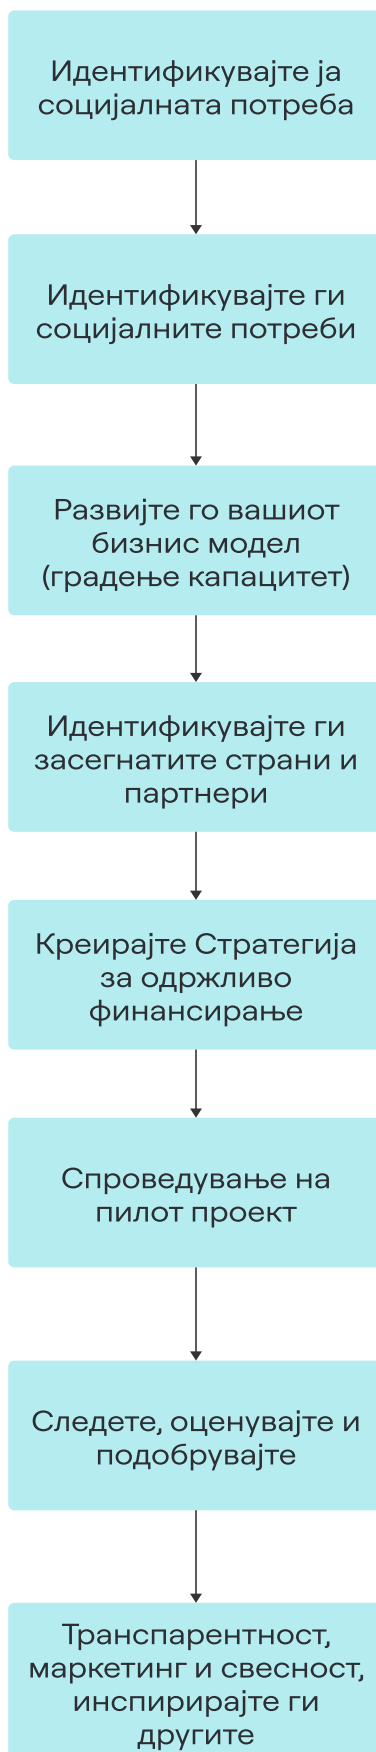 Идентификувајте ја
социјалната потреба
Идентификувајте ги
социјалните потреби
Развијте го вашиот
бизнис модел
(градење капацитет)
Идентификувајте ги
засегнатите страни и
партнери
Креирајте Стратегија
за одржливо
финансирање
Спроведување на
пилот проект
Следете, оценувајте и
подобрувајте
Транспарентност,
маркетинг и свесност,
инспирирајте ги
другите